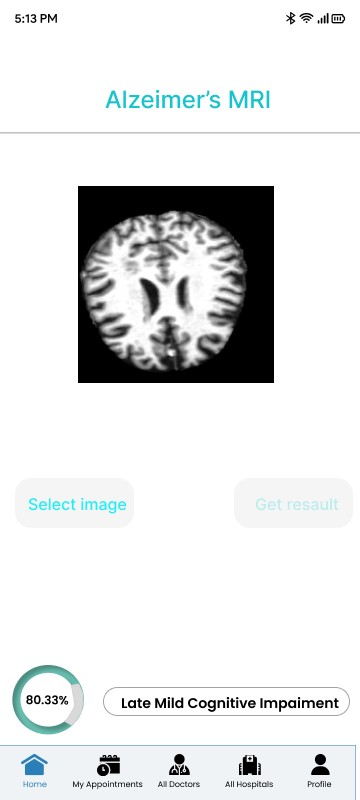 5:13 PM
Alzeimer's MRI
Select image
Get resault
80.33%
Late Mild Cognitive Impaiment
Home
My Appointments
All Doctors
All Hospitals
Profile